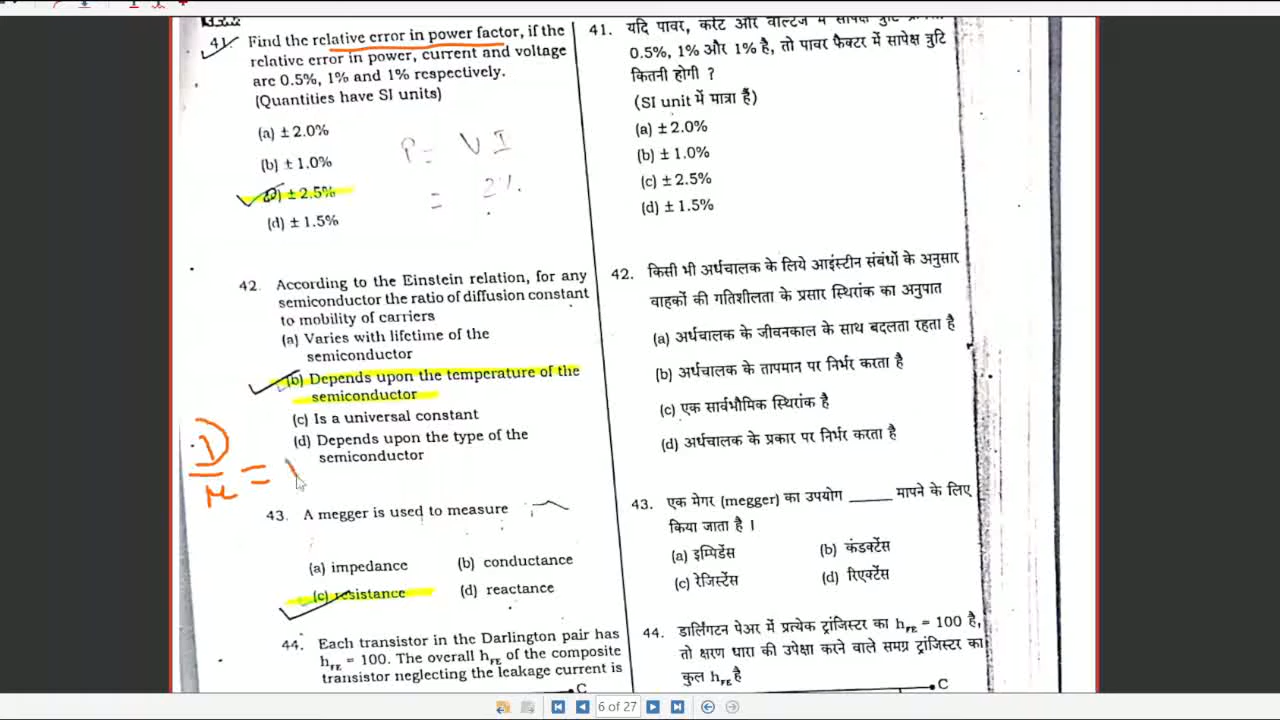 41. Find the relative error in power factor, if the
relative error in power, current and voltage
are 0.5%, 1% and 1% respectively.
(Quantities have SI units)
(a) ± 2.0%
(b) ± 1.0%
(c) ± 2.5%
(d) ± 1.5%
P = V I
= 2%
42. According to the Einstein relation, for any
semiconductor the ratio of diffusion constant
to mobility of carriers
(a) Varies with lifetime of the
semiconductor
(b) Depends upon the temperature of the
semiconductor
(c) Is a universal constant
(d) Depends upon the type of the
semiconductor
D
μ =
43. A megger is used to measure
(a) impedance (b) conductance
(c) resistance (d) reactance
44. Each transistor in the Darlington pair has
hFE = 100. The overall hFE of the composite
transistor neglecting the leakage current is
C
41. यदि पावर, करंट और वोल्टेज में सापेक्ष त्रुटि
0.5%, 1% और 1% है, तो पावर फैक्टर में सापेक्ष त्रुटि
कितनी होगी ?
(SI unit में मात्रा हैं)
(a) ± 2.0%
(b) ± 1.0%
(c) ± 2.5%
(d) ± 1.5%
42. किसी भी अर्धचालक के लिये आइंस्टीन संबंधों के अनुसार
वाहकों की गतिशीलता के प्रसार स्थिरांक का अनुपात
(a) अर्धचालक के जीवनकाल के साथ बदलता रहता है
(b) अर्धचालक के तापमान पर निर्भर करता है
(c) एक सार्वभौमिक स्थिरांक है
(d) अर्धचालक के प्रकार पर निर्भर करता है
43. एक मेगर (megger) का उपयोग _____ मापने के लिए
किया जाता है ।
(a) इम्पिडेंस (b) कंडक्टेंस
(c) रेजिस्टेंस (d) रिएक्टेंस
44. डार्लिंगटन पेअर में प्रत्येक ट्रांजिस्टर का hFE = 100 है,
तो क्षरण धारा की उपेक्षा करने वाले समग्र ट्रांजिस्टर का
कुल hFE है
C
6 of 27